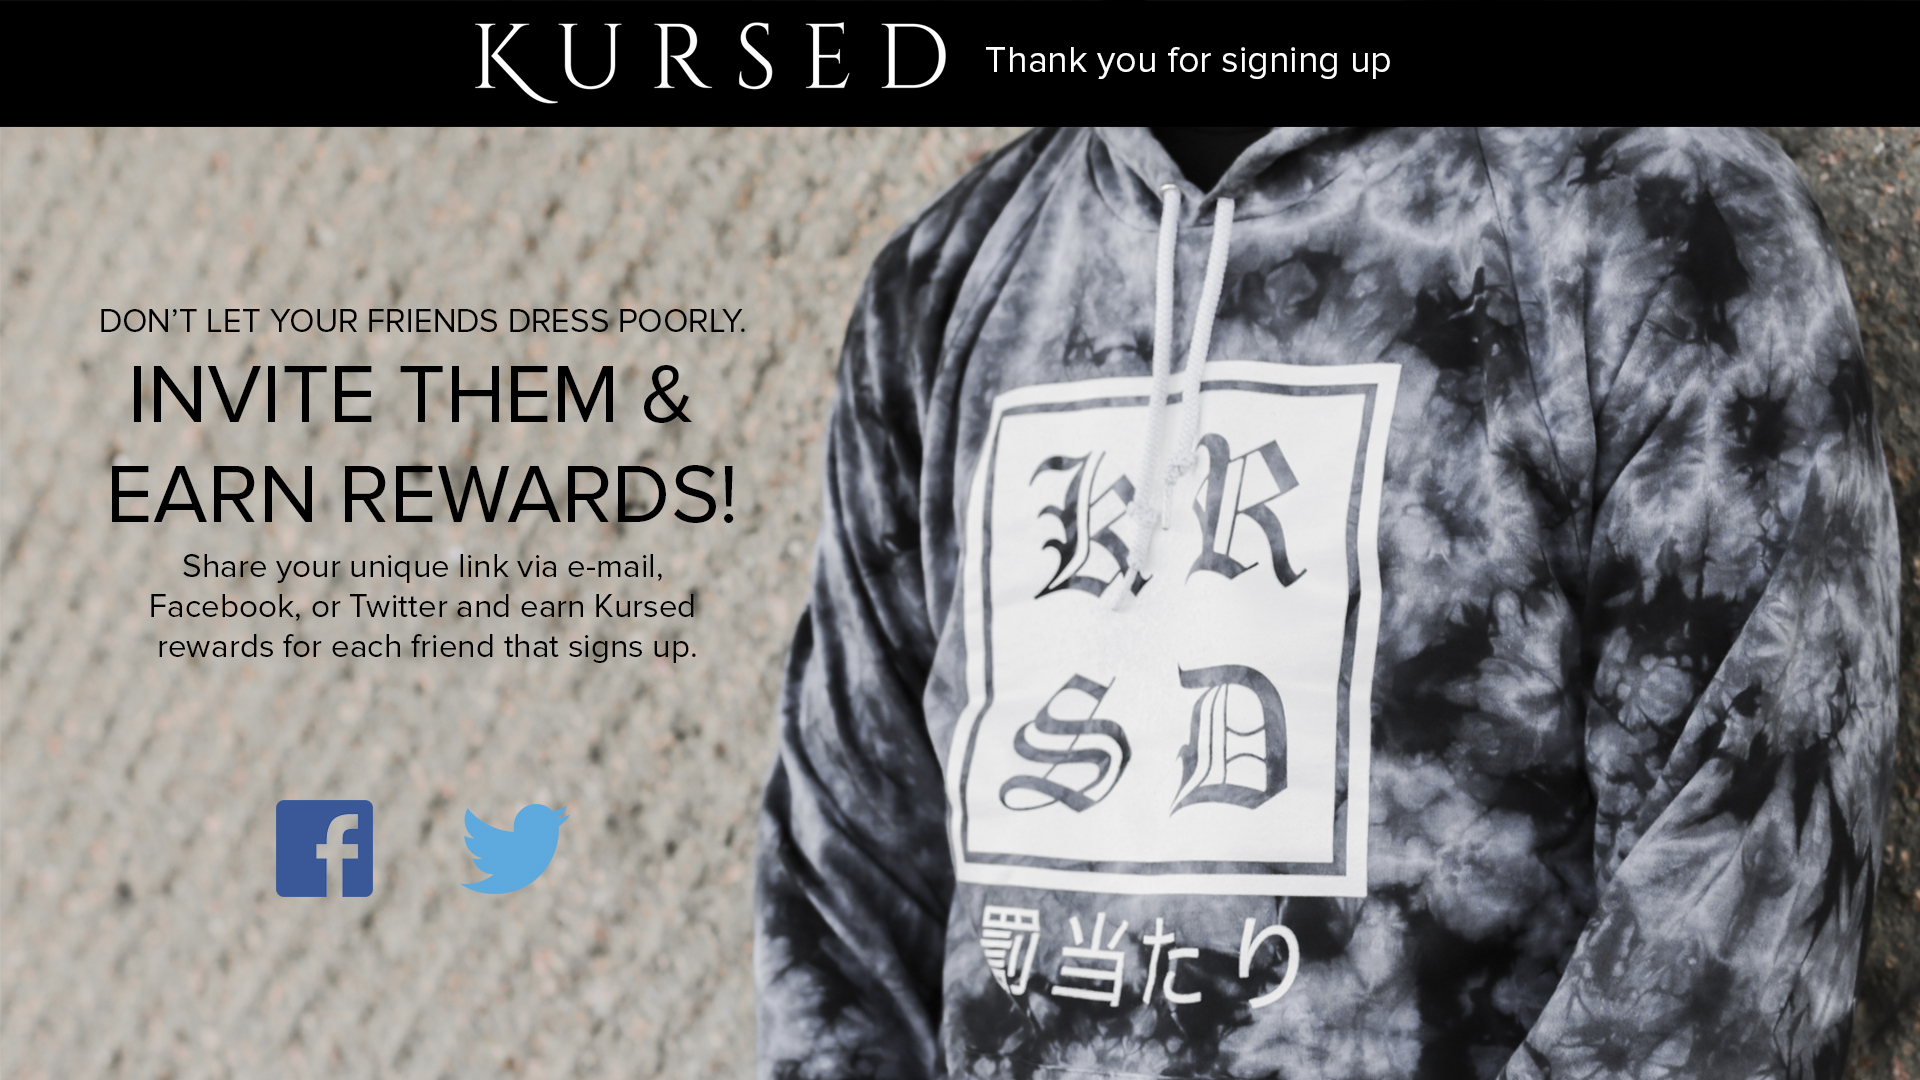 KURSED
Thank you for signing up
DON’T LET YOUR FRIENDS DRESS POORLY.
INVITE THEM &
EARN REWARDS!
Share your unique link via e-mail,
Facebook, or Twitter and earn Kursed
rewards for each friend that signs up.
f
KR
SD
罰当たり